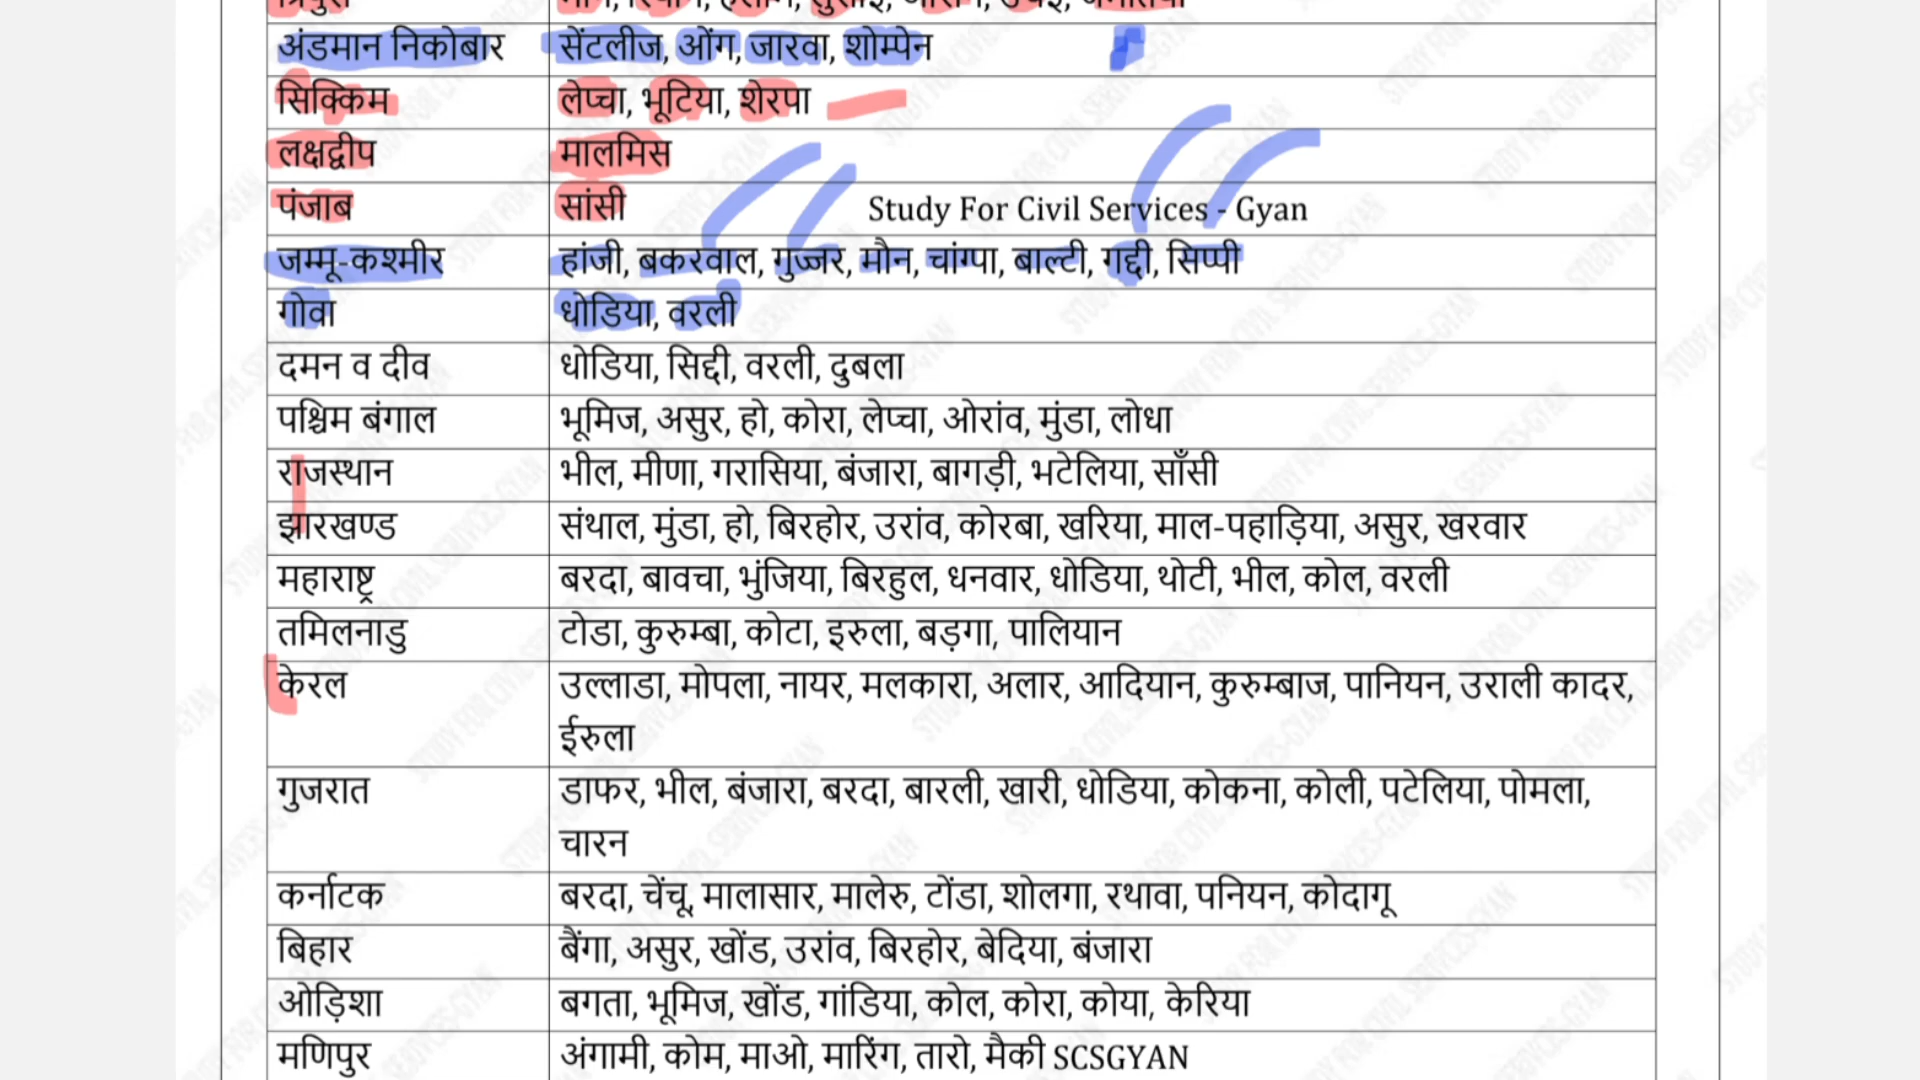 अंडमान निकोबार सेंटलीज, ओंग, जारवा, शोम्पेन
सिक्किम लेप्चा, भूटिया, शेरपा
लक्षद्वीप मालमिस
पंजाब सांसी Study For Civil Services - Gyan
जम्मू-कश्मीर हांजी, बकरवाल, गुज्जर, मौन, चांग्पा, बाल्टी, गद्दी, सिप्पी
गोवा धोडिया, वरली
दमन व दीव धोडिया, सिद्दी, वरली, दुबला
पश्चिम बंगाल भूमिज, असुर, हो, कोरा, लेप्चा, ओरांव, मुंडा, लोधा
राजस्थान भील, मीणा, गरासिया, बंजारा, बागड़ी, भटेलिया, साँसी
झारखण्ड संथाल, मुंडा, हो, बिरहोर, उरांव, कोरबा, खरिया, माल-पहाड़िया, असुर, खरवार
महाराष्ट्र बरदा, बावचा, भुंजिया, बिरहुल, धनवार, धोडिया, थोटी, भील, कोल, वरली
तमिलनाडु टोडा, कुरुम्बा, कोटा, इरुला, बड़गा, पालियान
केरल उल्लाडा, मोपला, नायर, मलकारा, अलार, आदियान, कुरुम्बाज, पानियन, उराली कादर,
ईरुला
गुजरात डाफर, भील, बंजारा, बरदा, बारली, खारी, धोडिया, कोकना, कोली, पटेलिया, पोमला,
चारन
कर्नाटक बरदा, चेंचू, मालासार, मालेरु, टोंडा, शोलगा, रथावा, पनियन, कोदागू
बिहार बैंगा, असुर, खोंड, उरांव, बिरहोर, बेदिया, बंजारा
ओड़िशा बगता, भूमिज, खोंड, गांडिया, कोल, कोरा, कोया, केरिया
मणिपुर अंगामी, कोम, माओ, मारिंग, तारो, मैकी SCSGYAN